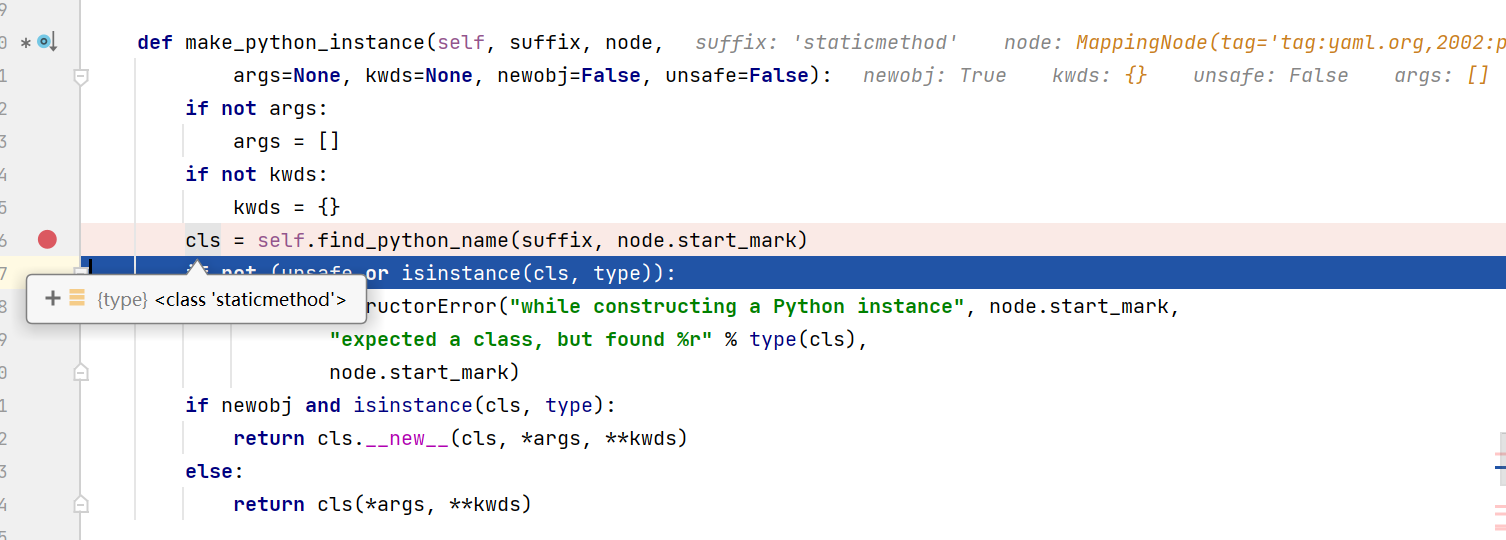 9
0 * def make_python_instance(self, suffix, node, suffix: 'staticmethod' node: MappingNode(tag='tag:yaml.org,2002:p
1 args=None, kwds=None, newobj=False, unsafe=False): newobj: True kwds: {} unsafe: False args: []
2 if not args:
3 args = []
4 if not kwds:
5 kwds = {}
6 cls = self.find_python_name(suffix, node.start_mark)
7 if not (unsafe or isinstance(cls, type)):
+ {type} <class 'staticmethod'>
8 ructorError("while constructing a Python instance", node.start_mark,
9 "expected a class, but found %r" % type(cls),
0 node.start_mark)
1 if newobj and isinstance(cls, type):
2 return cls.__new__(cls, *args, **kwds)
3 else:
4 return cls(*args, **kwds)
5